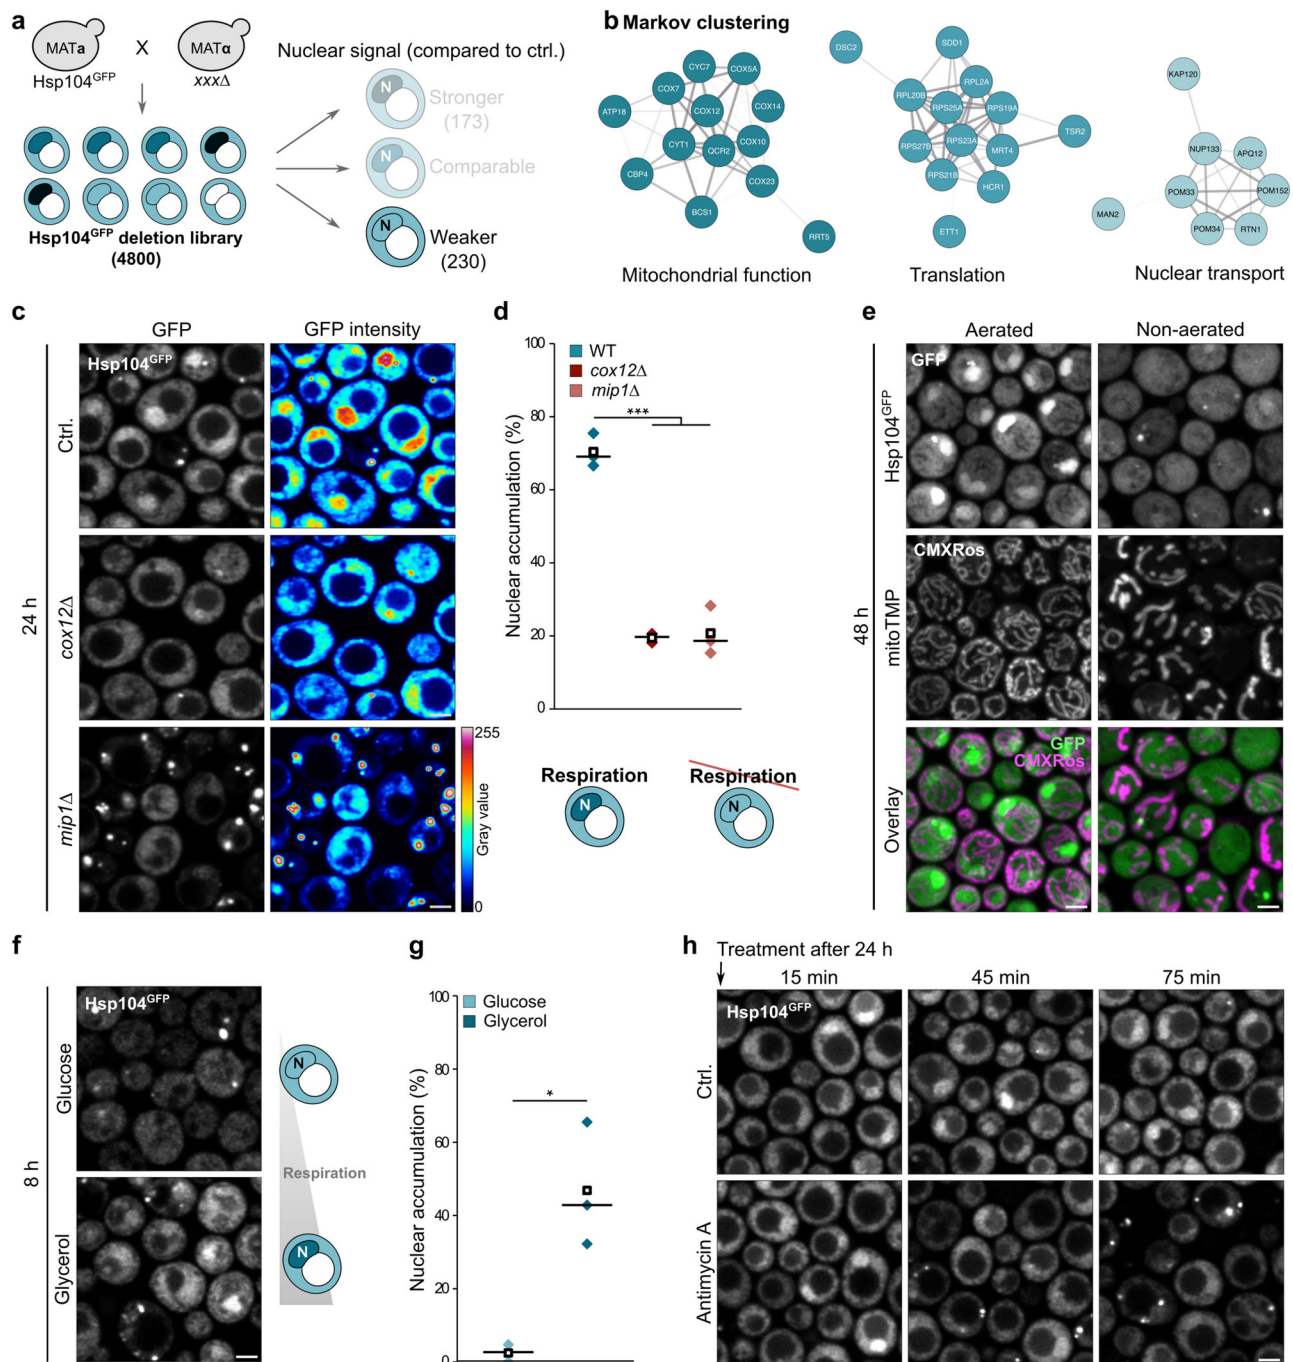 a
MATa
X
MATα
Hsp104GFP
xxxΔ
Nuclear signal (compared to ctrl.)
N
Stronger
(173)
N
Comparable
N
Weaker
(230)
Hsp104GFP deletion library
(4800)
b Markov clustering
CYC7
COX5A
COX7
ATP18
COX12
COX14
CYT1
QCR2
COX10
CBP4
COX23
BCS1
RRT5
Mitochondrial function
DSC2
SDD1
RPL2A
RPL20B
RPS25A
RPS19A
TSR2
RPS27B
RPS23A
MRT4
RPS21B
HCR1
ETT1
Translation
KAP120
NUP133
APQ12
POM33
POM152
MAN2
POM34
RTN1
Nuclear transport
c
GFP
GFP intensity
Hsp104GFP
24 h
Ctrl.
cox12Δ
mip1Δ
255
Gray value
0
d
WT
cox12Δ
mip1Δ
Nuclear accumulation (%)
100
80
60
40
20
0
***
Respiration
N
Respiration
N
e
Aerated
Non-aerated
GFP
Hsp104GFP
48 h
CMXRos
mitoTMP
GFP
CMXRos
Overlay
f
Hsp104GFP
8 h
Glucose
Glycerol
N
Respiration
N
g
Glucose
Glycerol
Nuclear accumulation (%)
100
80
60
40
20
0
*
h
Treatment after 24 h
15 min
45 min
75 min
Hsp104GFP
Ctrl.
Antimycin A